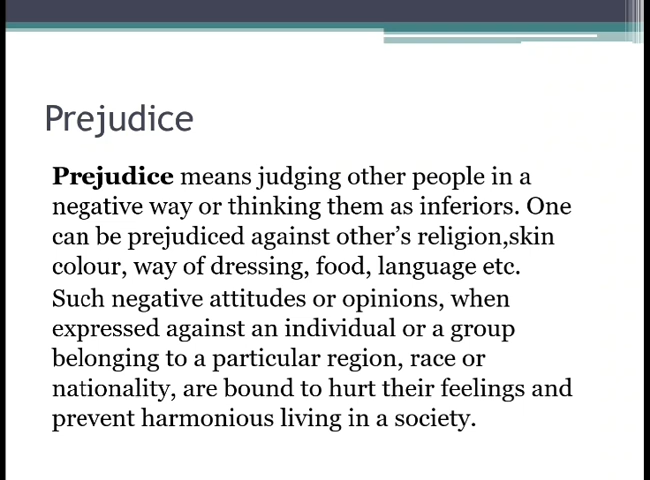 Prejudice
Prejudice means judging other people in a
negative way or thinking them as inferiors. One
can be prejudiced against other’s religion,skin
colour, way of dressing, food, language etc.
Such negative attitudes or opinions, when
expressed against an individual or a group
belonging to a particular region, race or
nationality, are bound to hurt their feelings and
prevent harmonious living in a society.